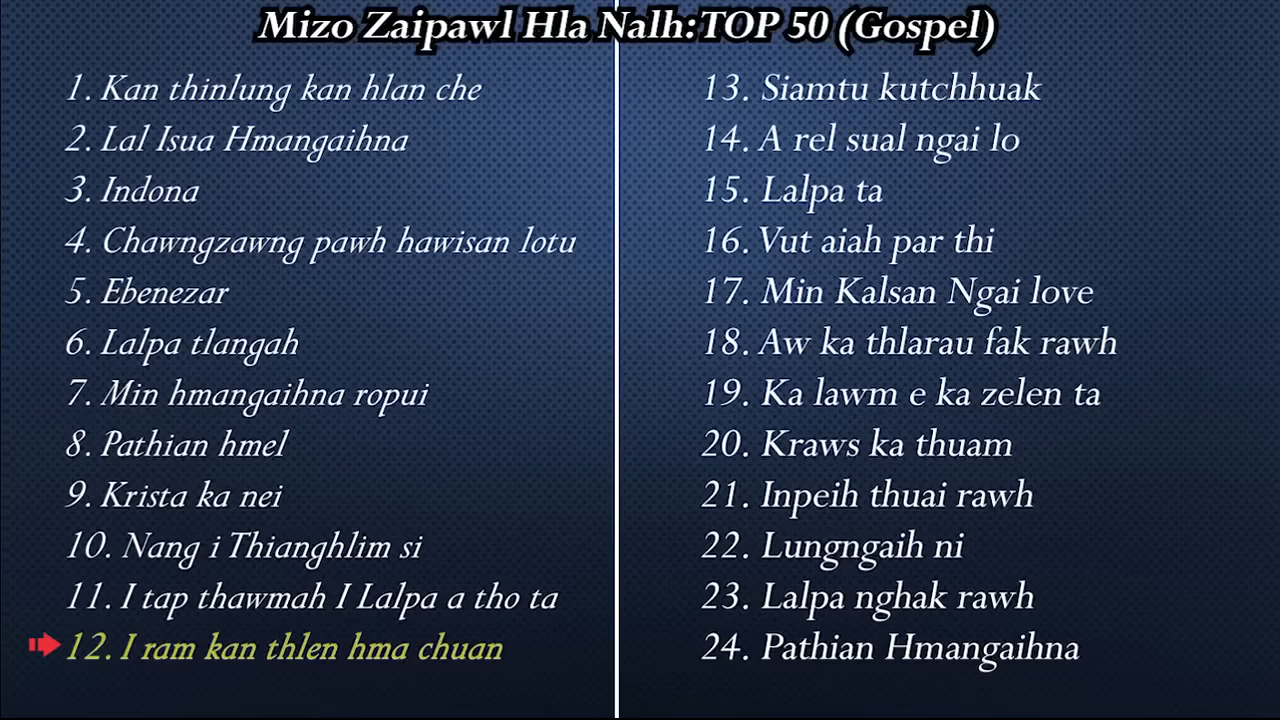 Mizo Zaipawl Hla Nalh:TOP 50 (Gospel)
1. Kan thinlung kan hlan che
2. Lal Isua Hmangaihna
3. Indona
4. Chawngzawng pawh hawisan lotu
5. Ebenezar
6. Lalpa tlangah
7. Min hmangaihna ropui
8. Pathian hmel
9. Krista ka nei
10. Nang i Thianghlim si
11. I tap thawmah I Lalpa a tho ta
12. I ram kan thlen hma chuan
13. Siamtu kutchhuak
14. A rel sual ngai lo
15. Lalpa ta
16. Vut aiah par thi
17. Min Kalsan Ngai love
18. Aw ka thlarau fak rawh
19. Ka lawm e ka zelen ta
20. Kraws ka thuam
21. Inpeih thuai rawh
22. Lungngaih ni
23. Lalpa nghak rawh
24. Pathian Hmangaihna